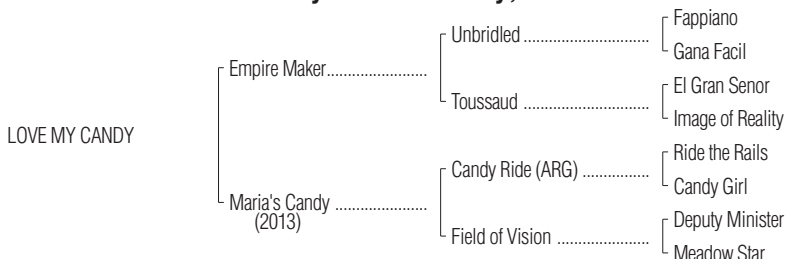 Fappiano
Unbridled
Gana Facil
Empire Maker
El Gran Senor
Toussaud
Image of Reality
LOVE MY CANDY
Ride the Rails
Candy Ride (ARG)
Candy Girl
Maria's Candy
(2013)
Deputy Minister
Field of Vision
Meadow Star